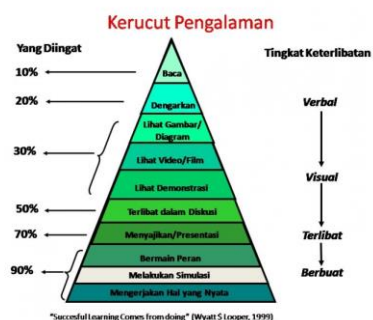 Kerucut Pengalaman
Yang Diingat
Tingkat Keterlibatan
10%
Baca
20%
Dengarkan
Verbal
Lihat Gambar/
Diagram
30%
Lihat Video/Film
Visual
Lihat Demonstrasi
50%
Terlibat dalam Diskusi
70%
Menyajikan/Presentasi
Terlibat
Bermain Peran
90%
Melakukan Simulasi
Berbuat
Mengerjakan Hal yang Nyata
"Succesful Learning Comes from doing" (Wyatt S Looper, 1999)